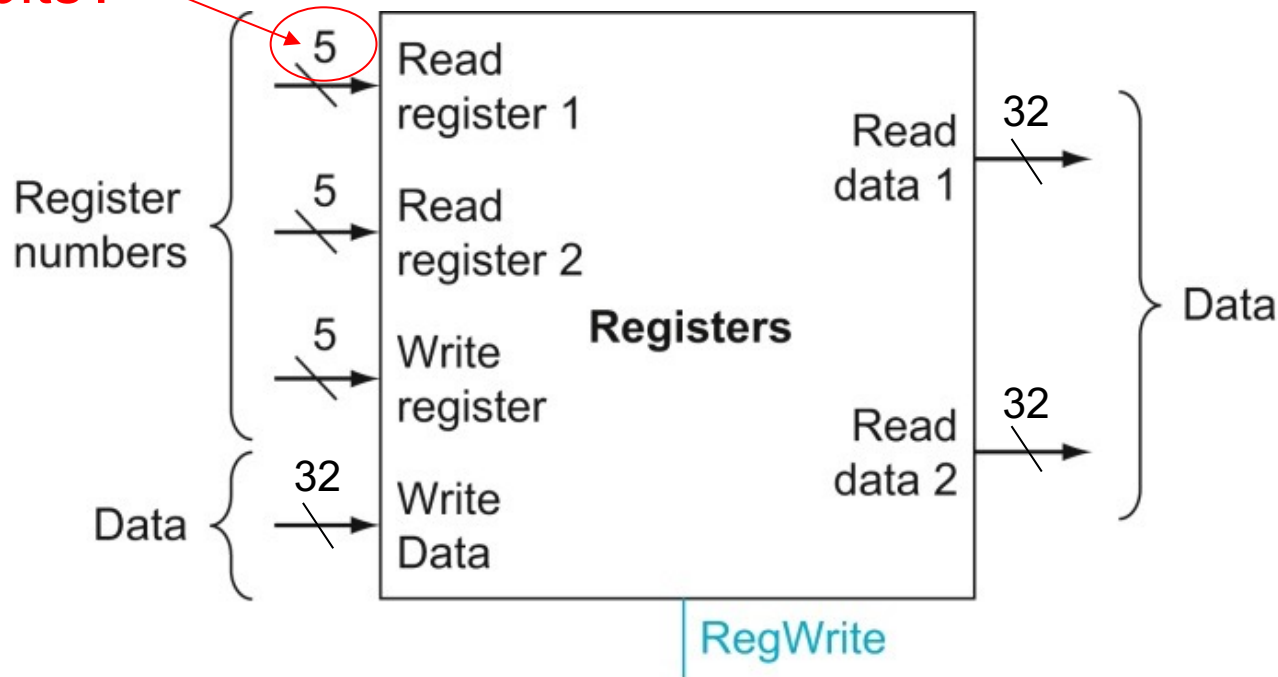 5
Read
register 1
5
Read
register 2
Register
numbers
5
Write
register
32
Write
Data
Data
Registers
Read
data 1
32
Read
data 2
32
Data
RegWrite